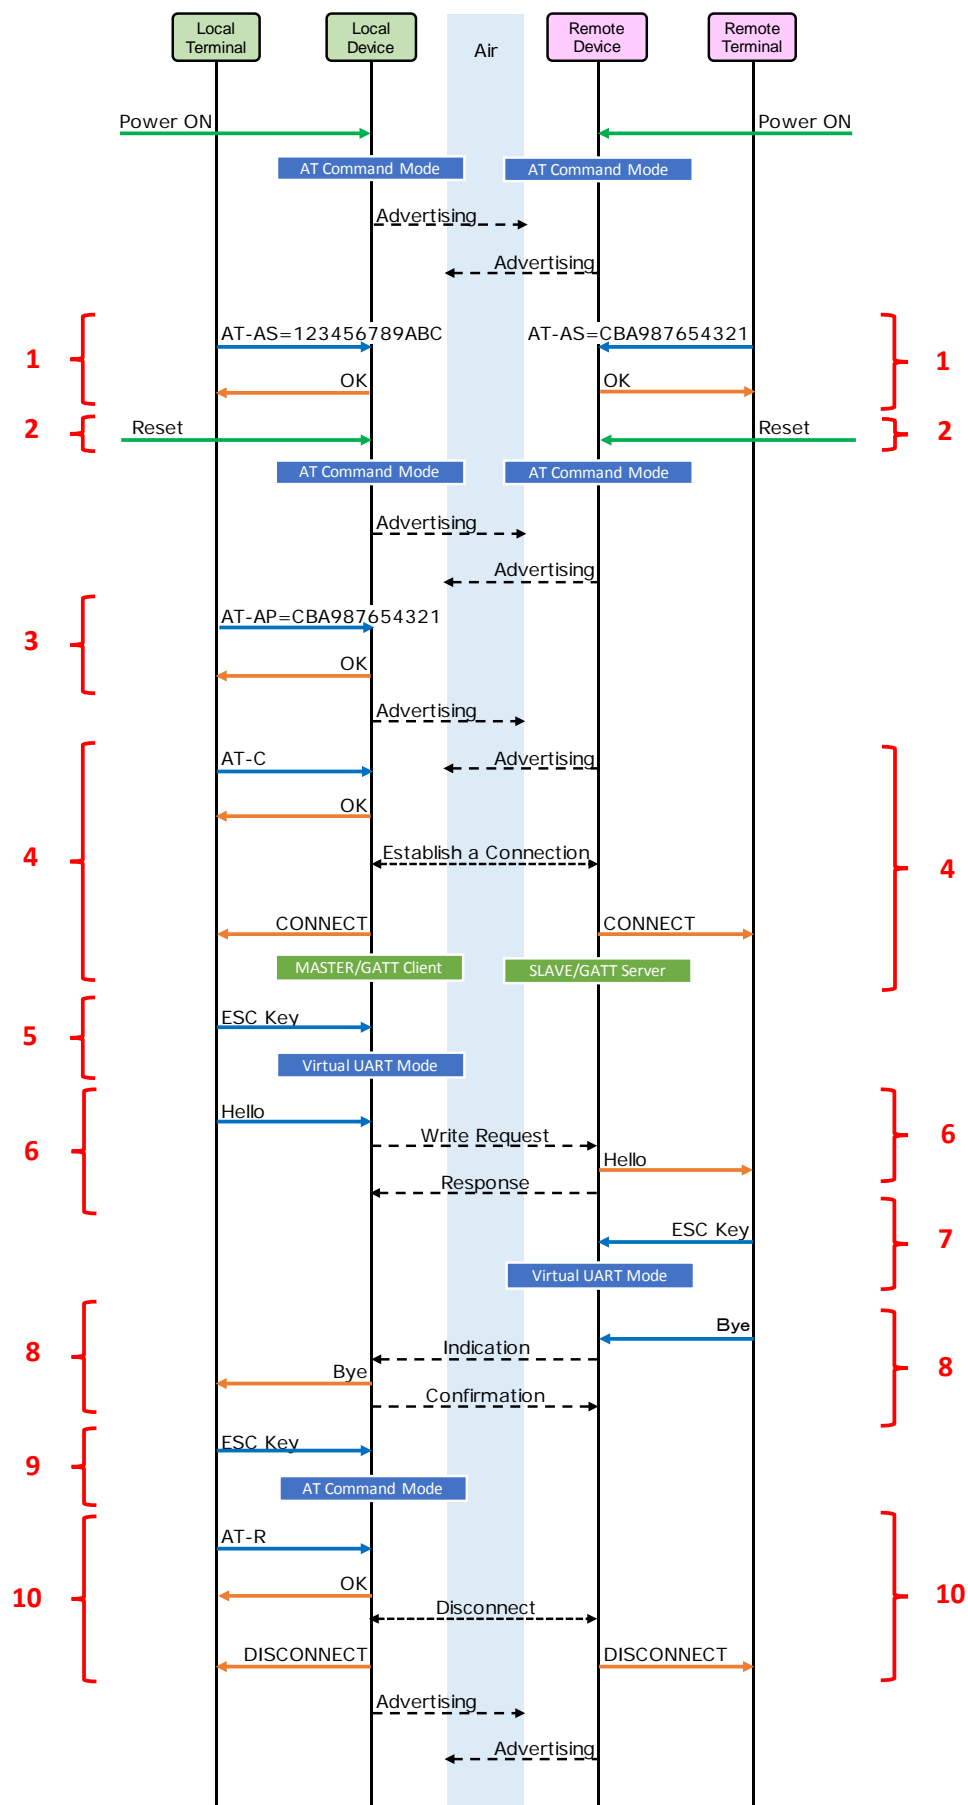 Local
Terminal
Local
Device
Air
Remote
Device
Remote
Terminal
Power ON
Power ON
AT Command Mode
AT Command Mode
Advertising
Advertising
1
AT-AS=123456789ABC
AT-AS=CBA987654321
1
OK
OK
2
Reset
Reset
2
AT Command Mode
AT Command Mode
Advertising
Advertising
3
AT-AP=CBA987654321
OK
Advertising
AT-C
Advertising
OK
4
Establish a Connection
4
CONNECT
CONNECT
MASTER/GATT Client
SLAVE/GATT Server
5
ESC Key
Virtual UART Mode
6
Hello
Write Request
6
Hello
Response
ESC Key
7
Virtual UART Mode
8
Bye
Indication
8
Bye
Confirmation
9
ESC Key
AT Command Mode
AT-R
10
OK
10
Disconnect
DISCONNECT
DISCONNECT
Advertising
Advertising